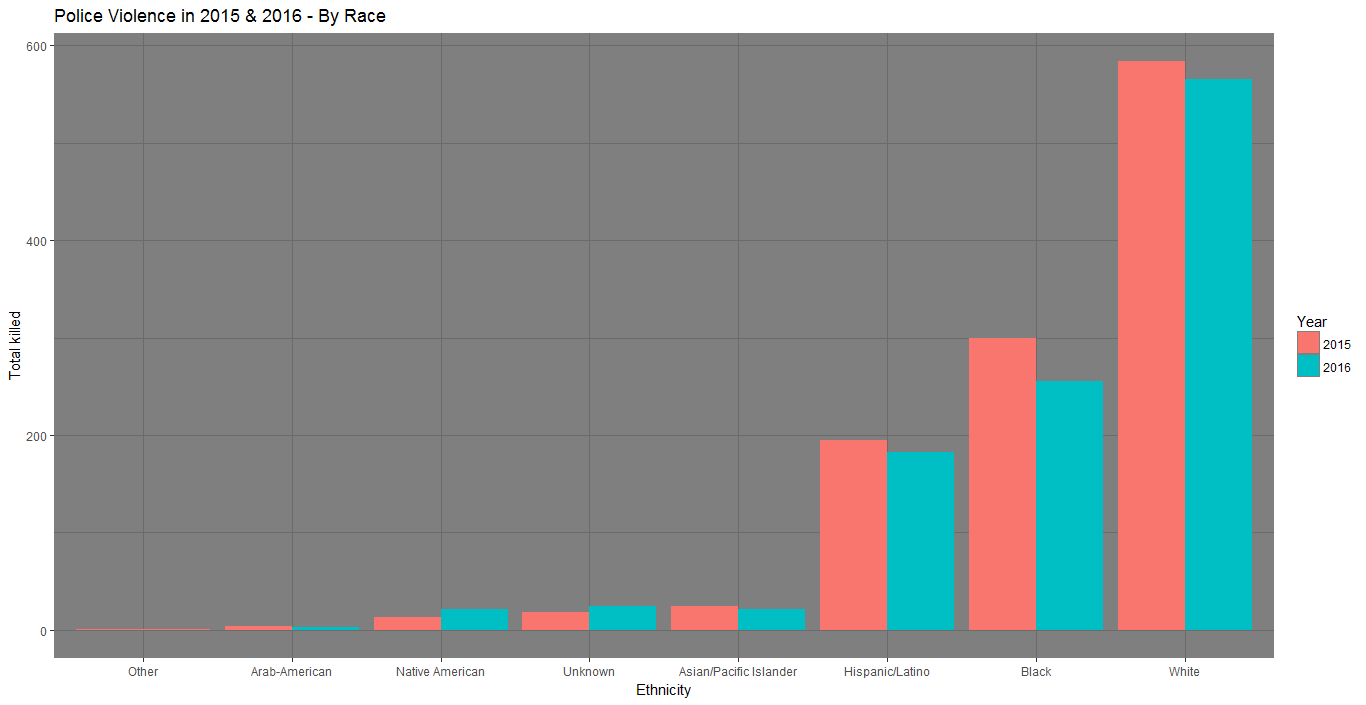 Police Violence in 2015 & 2016 - By Race
600
400
200
0
Total killed
Other Arab-American Native American Unknown Asian/Pacific Islander Hispanic/Latino Black White
Ethnicity
Year
2015
2016